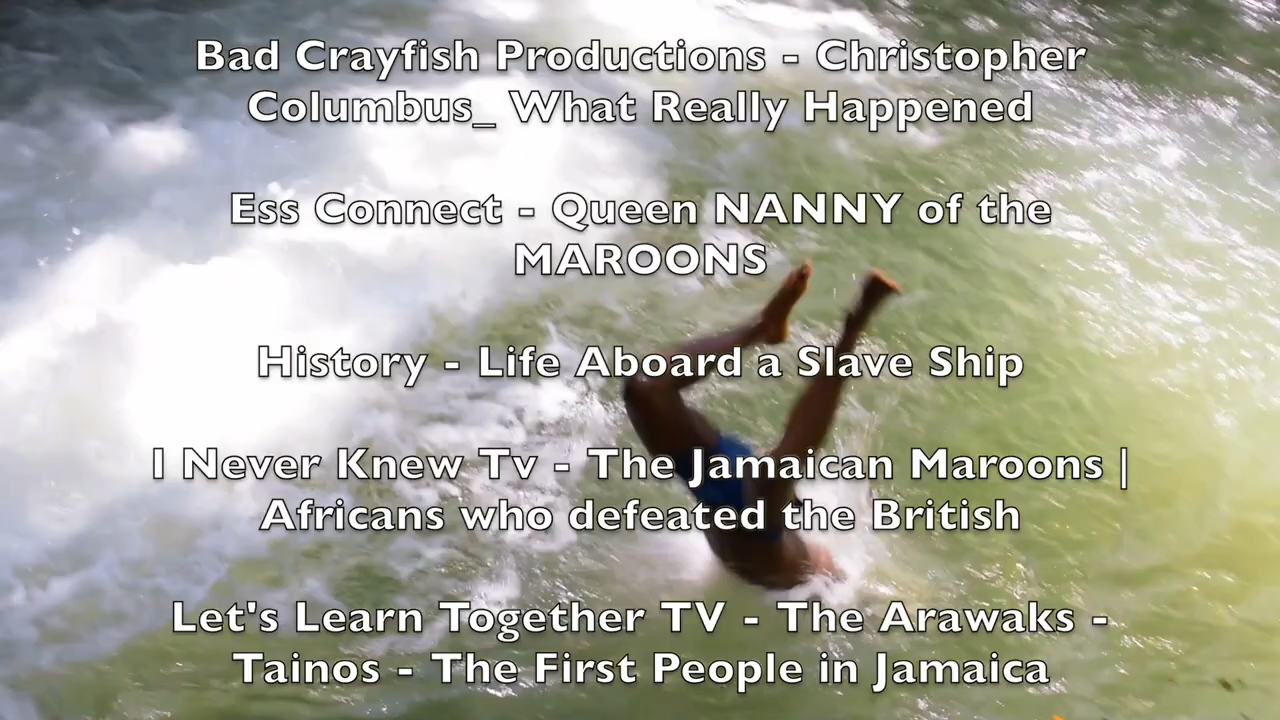 Bad Crayfish Productions - Christopher
Columbus_ What Really Happened
Ess Connect - Queen NANNY of the
MAROONS
History - Life Aboard a Slave Ship
I Never Knew Tv - The Jamaican Maroons |
Africans who defeated the British
Let's Learn Together TV - The Arawaks -
Tainos - The First People in Jamaica